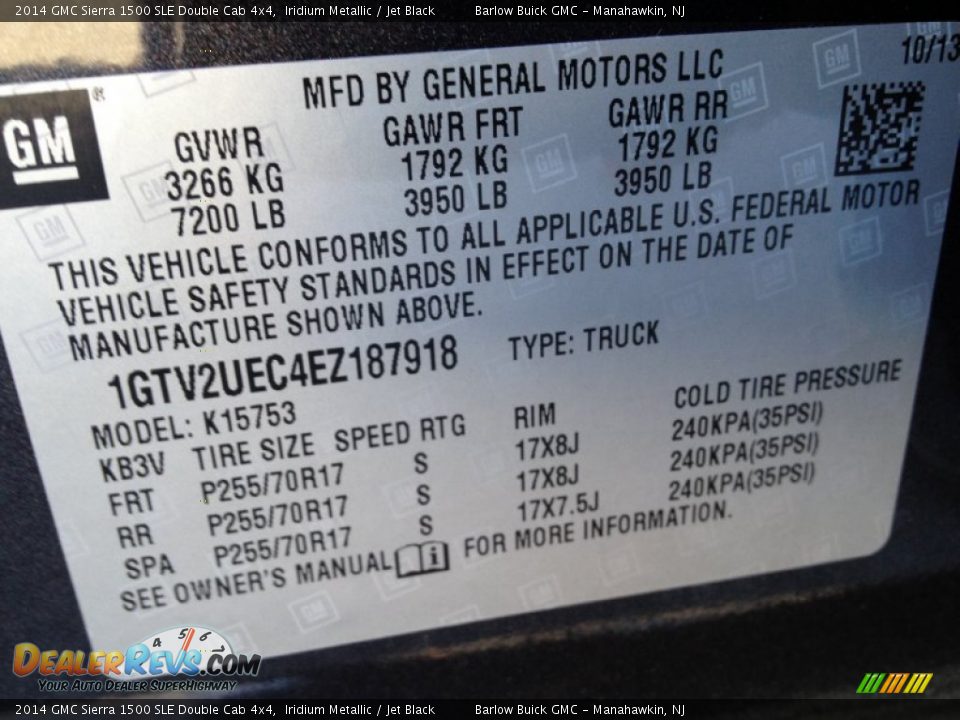 2014 GMC Sierra 1500 SLE Double Cab 4x4, Iridium Metallic / Jet Black Barlow Buick GMC - Manahawkin, NJ
10/13
MFD BY GENERAL MOTORS LLC
GM®
GVWR GAWR FRT GAWR RR
3266 KG 1792 KG 1792 KG
7200 LB 3950 LB 3950 LB
THIS VEHICLE CONFORMS TO ALL APPLICABLE U.S. FEDERAL MOTOR
VEHICLE SAFETY STANDARDS IN EFFECT ON THE DATE OF
MANUFACTURE SHOWN ABOVE.
1GTV2UEC4EZ187918 TYPE: TRUCK
MODEL: K15753
KB3V TIRE SIZE SPEED RTG RIM COLD TIRE PRESSURE
FRT P255/70R17 S 17X8J 240KPA(35PSI)
RR P255/70R17 S 17X8J 240KPA(35PSI)
SPA P255/70R17 S 17X7.5J 240KPA(35PSI)
SEE OWNER'S MANUAL i FOR MORE INFORMATION.
4 5 6 7
DEALERREVS.COM
YOUR AUTO DEALER SUPERHIGHWAY
2014 GMC Sierra 1500 SLE Double Cab 4x4, Iridium Metallic / Jet Black Barlow Buick GMC - Manahawkin, NJ